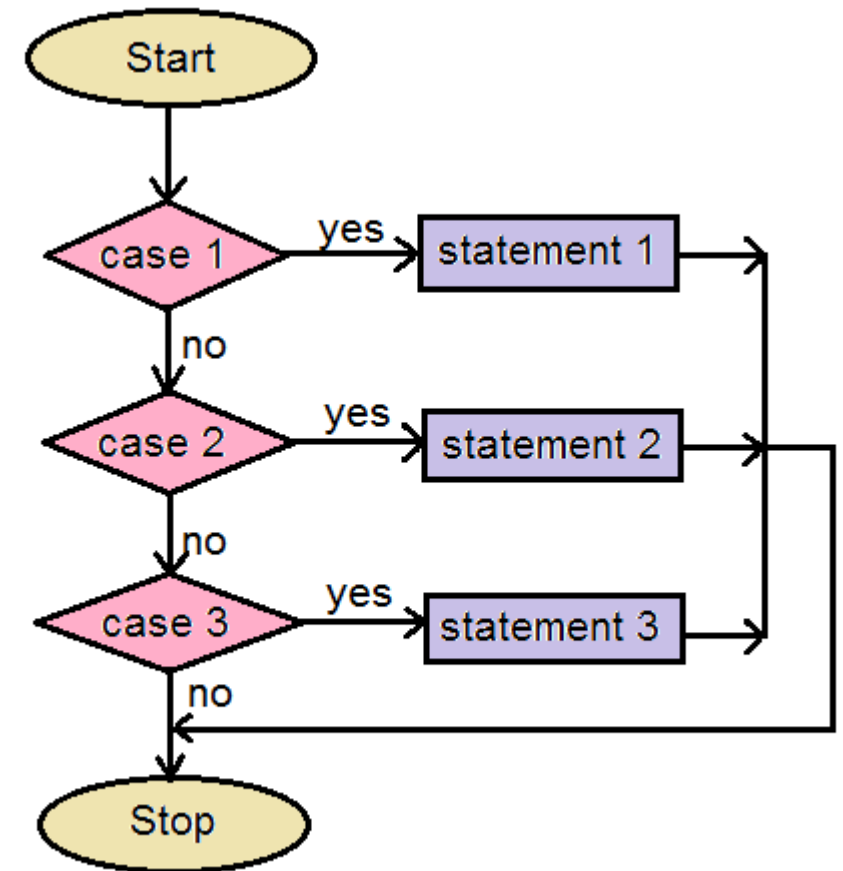 Start
case 1
yes
statement 1
no
case 2
yes
statement 2
no
case 3
yes
statement 3
no
Stop